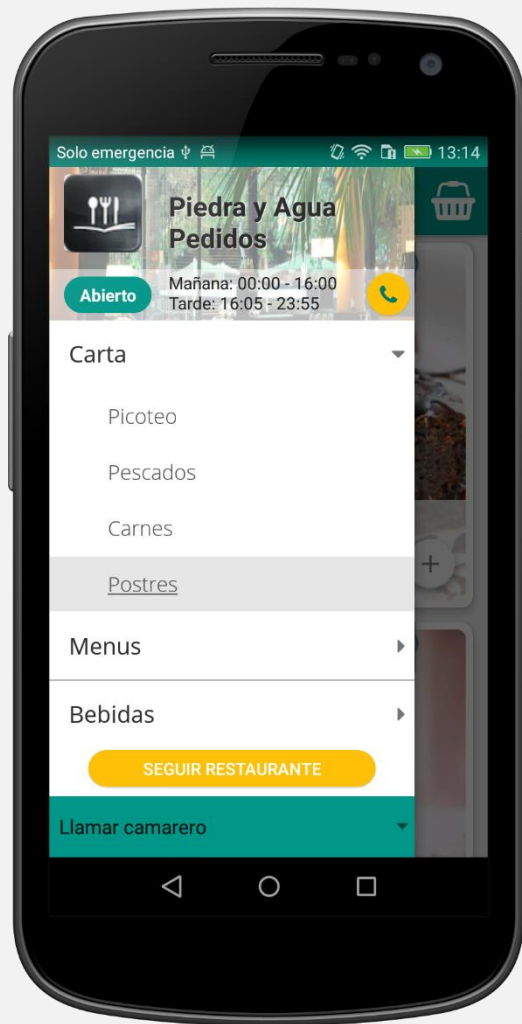 Solo emergencia 13:14
Piedra y Agua
Pedidos
Abierto
Mañana: 00:00 - 16:00
Tarde: 16:05 - 23:55
Carta
Picoteo
Pescados
Carnes
Postres
Menus
Bebidas
SEGUIR RESTAURANTE
Llamar camarero